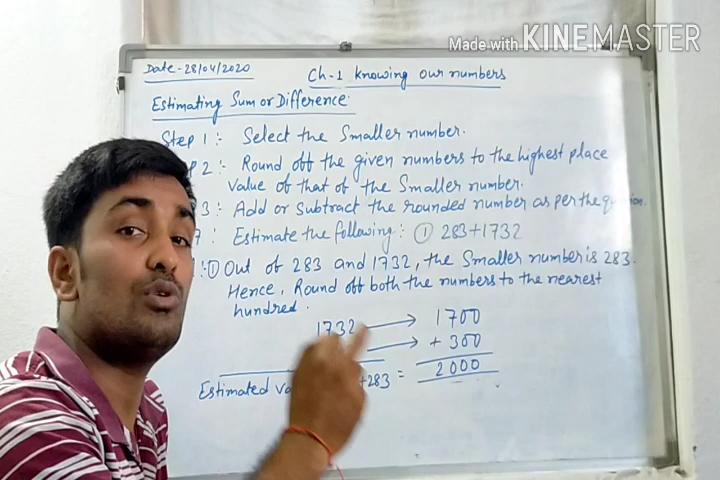 Made with KINEMASTER
Date-28/04/2020
Ch-1 Knowing our numbers
Estimating Sum or Difference:
Step 1:- Select the Smaller number.
P 2:- Round off the given numbers to the highest place
value of that of the Smaller number.
3: Add or Subtract the rounded number as per the question.
Estimate the following: ① 283+1732
:① Out of 283 and 1732, the Smaller number is 283.
Hence, Round off both the numbers to the nearest
hundred.
1732 → 1700
→ + 300
Estimated +283 = 2000